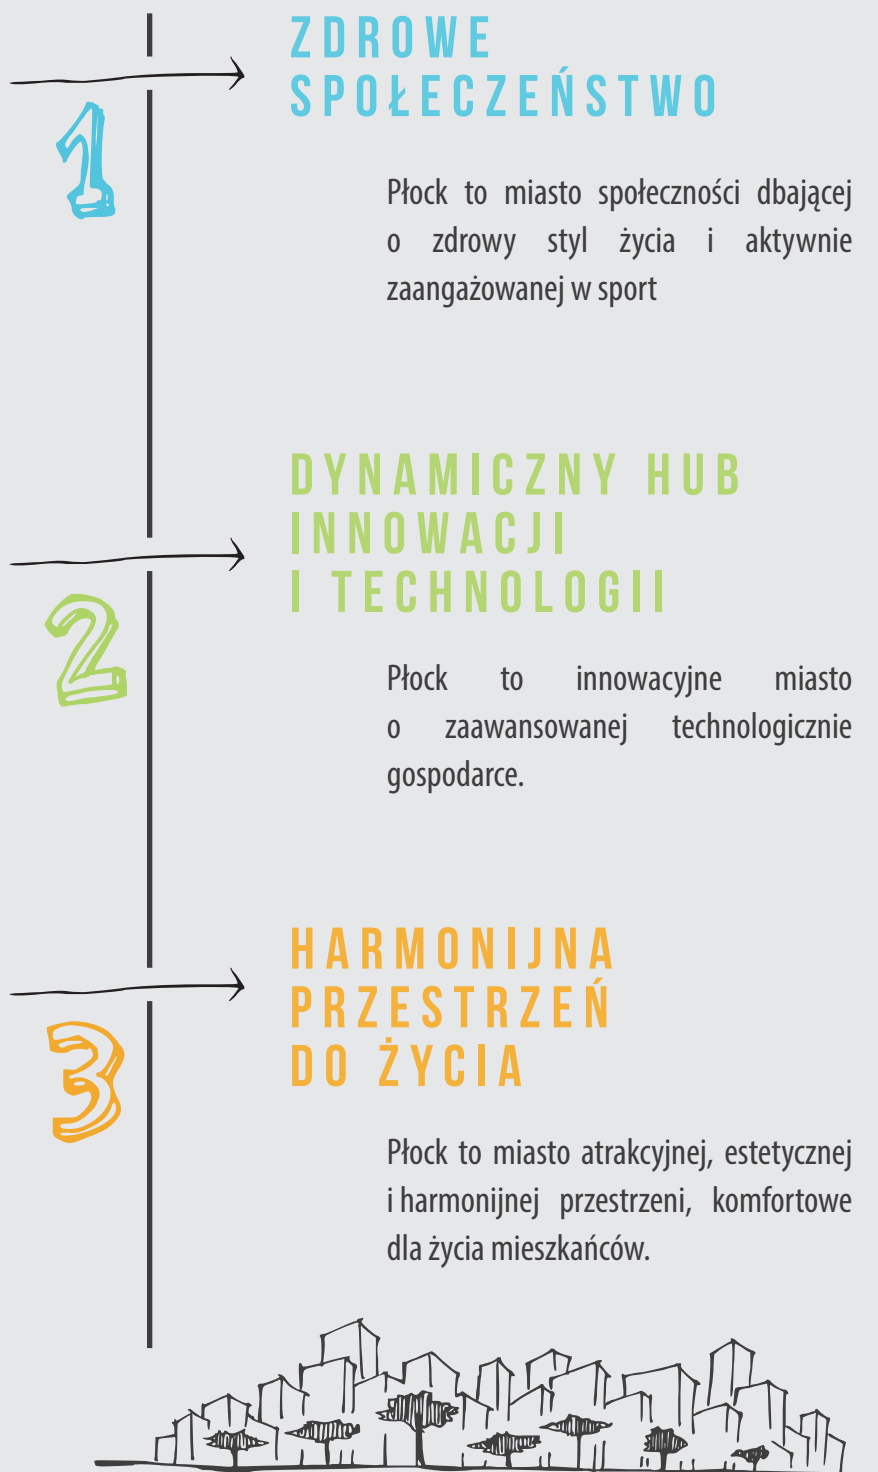 ZDROWE
SPOŁECZEŃSTWO
1
Płock to miasto społeczności dbającej
o zdrowy styl życia i aktywnie
zaangażowanej w sport
DYNAMICZNY HUB
INNOWACJI
I TECHNOLOGII
2
Płock to innowacyjne miasto
o zaawansowanej technologicznie
gospodarce.
HARMONIJNA
PRZESTRZEŃ
DO ŻYCIA
3
Płock to miasto atrakcyjnej, estetycznej
i harmonijnej przestrzeni, komfortowe
dla życia mieszkańców.